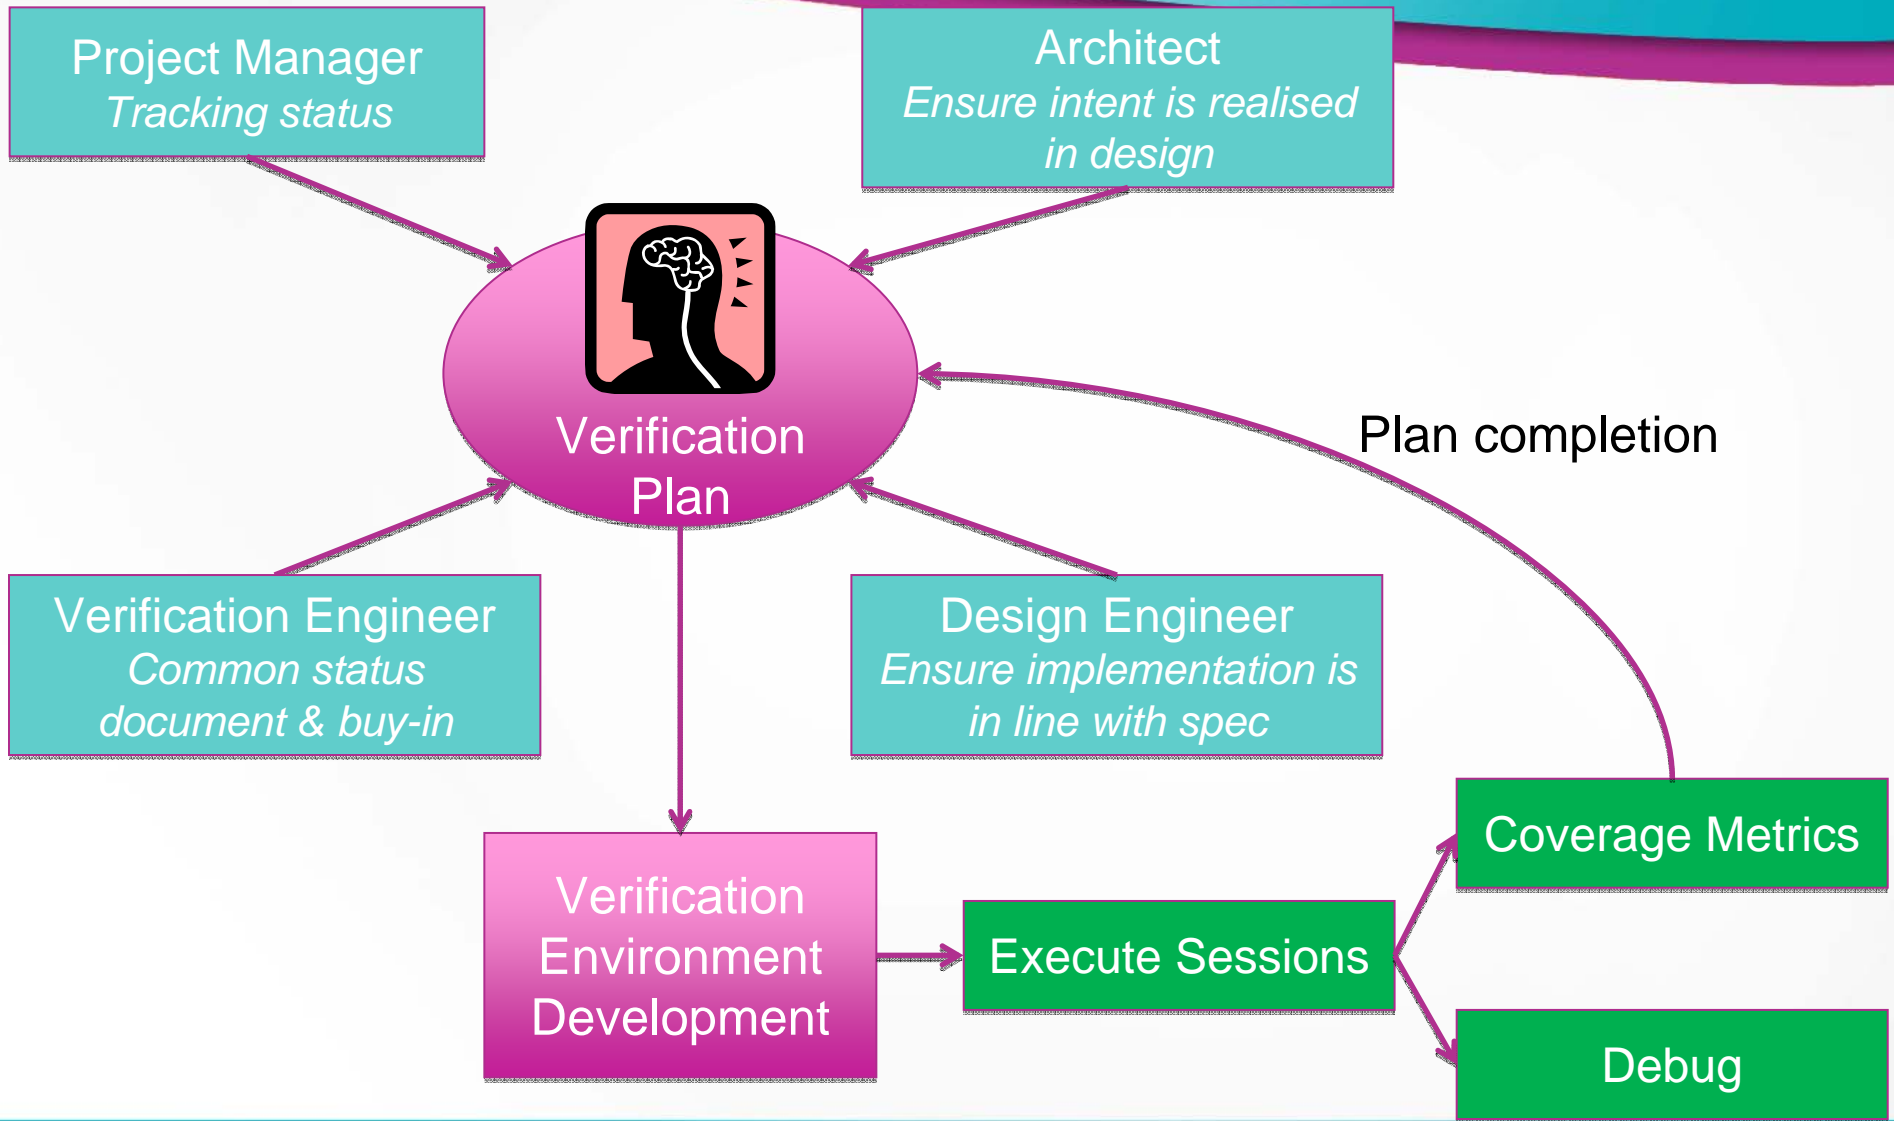 Project Manager
Tracking status
Architect
Ensure intent is realised
in design
Verification
Plan
Plan completion
Verification Engineer
Common status
document & buy-in
Design Engineer
Ensure implementation is
in line with spec
Verification
Environment
Development
Execute Sessions
Coverage Metrics
Debug